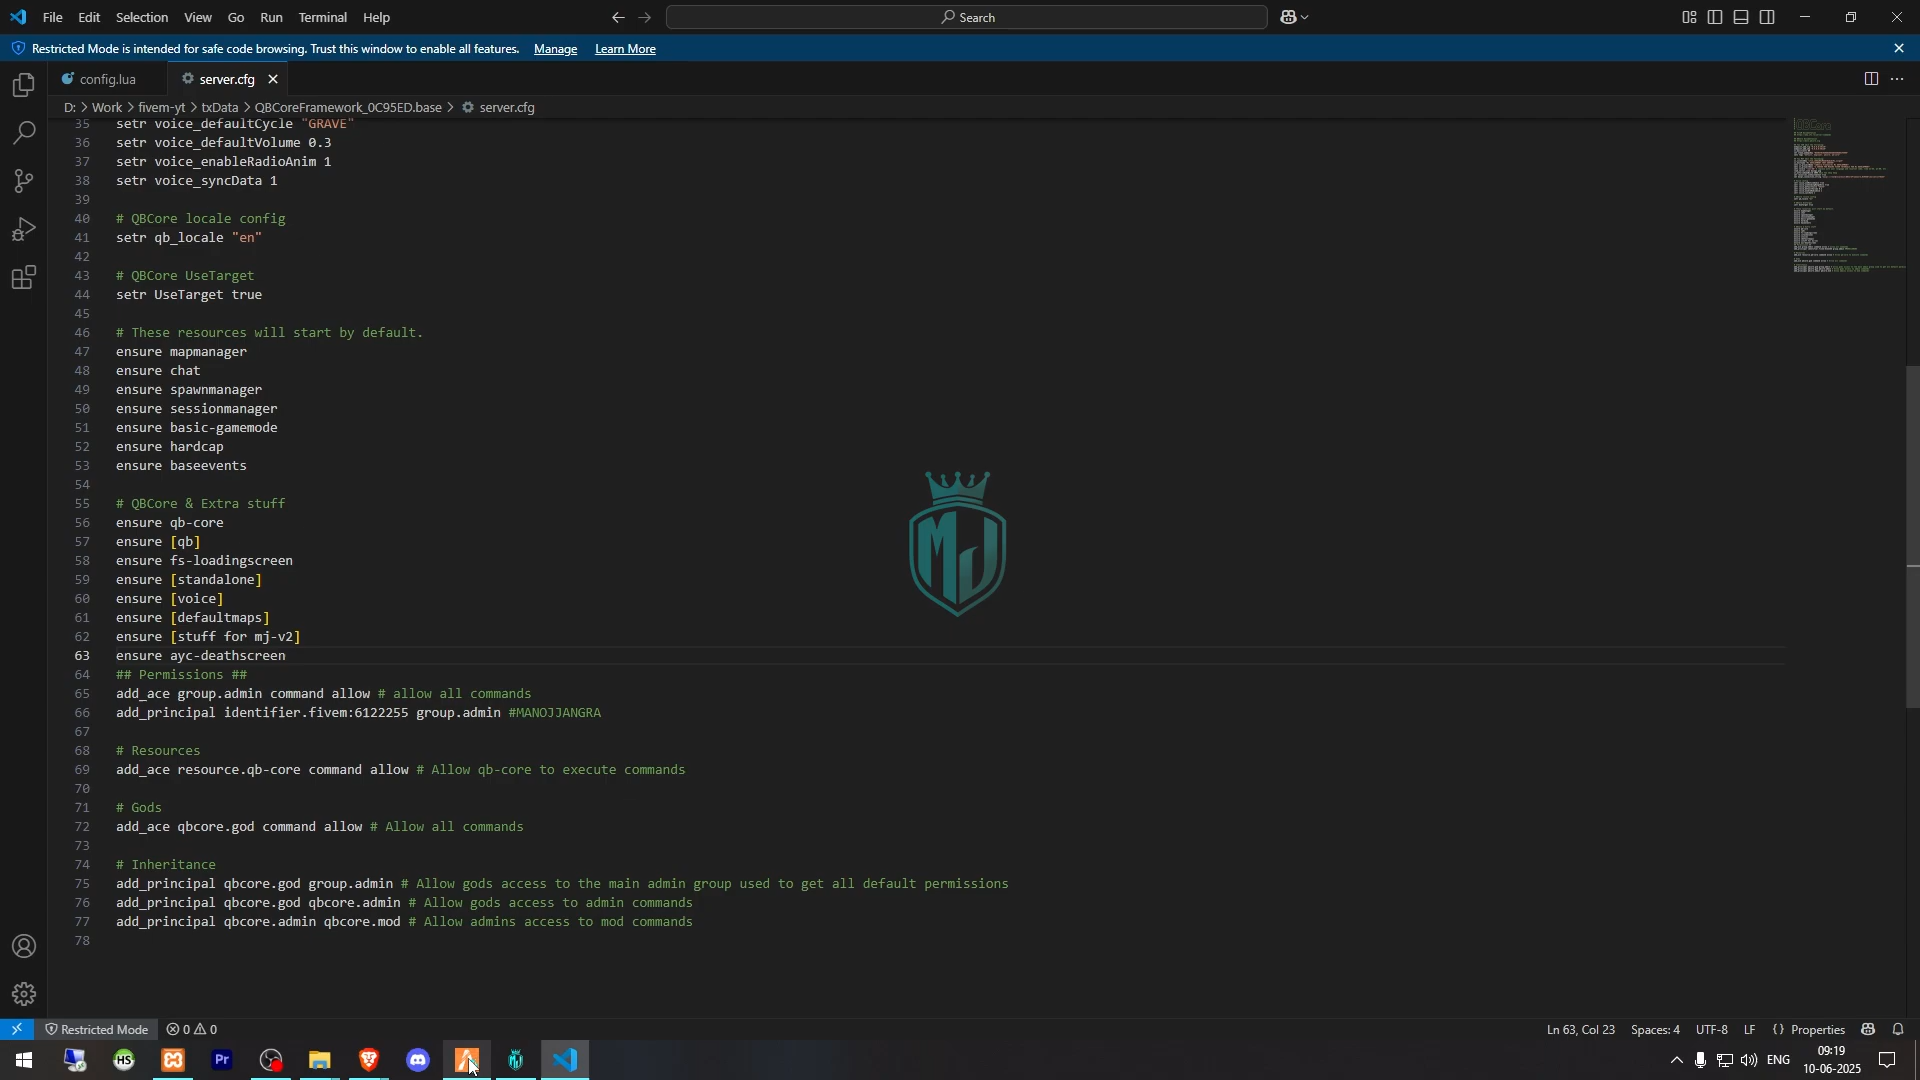 File Edit Selection View Go Run Terminal Help
Search
Restricted Mode is intended for safe code browsing. Trust this window to enable all features. Manage Learn More
config.lua
server.cfg
D: > Work > fivem-yt > txData > QBCoreFramework_0C95ED.base > server.cfg
35 setr voice_defaultCycle "GRAVE"
36 setr voice_defaultVolume 0.3
37 setr voice_enableRadioAnim 1
38 setr voice_syncData 1
39
40 # QBCore locale config
41 setr qb_locale "en"
42
43 # QBCore UseTarget
44 setr UseTarget true
45
46 # These resources will start by default.
47 ensure mapmanager
48 ensure chat
49 ensure spawnmanager
50 ensure sessionmanager
51 ensure basic-gamemode
52 ensure hardcap
53 ensure baseevents
54
55 # QBCore & Extra stuff
56 ensure qb-core
57 ensure [qb]
58 ensure fs-loadingscreen
59 ensure [standalone]
60 ensure [voice]
61 ensure [defaultmaps]
62 ensure [stuff for mj-v2]
63 ensure ayc-deathscreen
64 ## Permissions ##
65 add_ace group.admin command allow # allow all commands
66 add_principal identifier.fivem:6122255 group.admin #MANOJJANGRA
67
68 # Resources
69 add_ace resource.qb-core command allow # Allow qb-core to execute commands
70
71 # Gods
72 add_ace qbcore.god command allow # Allow all commands
73
74 # Inheritance
75 add_principal qbcore.god group.admin # Allow gods access to the main admin group used to get all default permissions
76 add_principal qbcore.god qbcore.admin # Allow gods access to admin commands
77 add_principal qbcore.admin qbcore.mod # Allow admins access to mod commands
78
MJ
Restricted Mode 0 0
Ln 63, Col 23 Spaces: 4 UTF-8 LF {} Properties
HS
Pr
ENG
09:19
10-06-2025